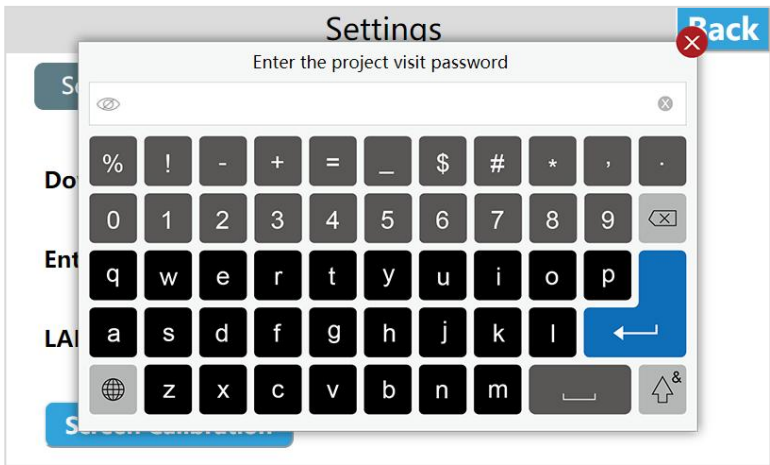 Settings
Back
Enter the project visit password
% ! - + = _ $ # * , .
0 1 2 3 4 5 6 7 8 9
q w e r t y u i o p
a s d f g h j k l
z x c v b n m
&